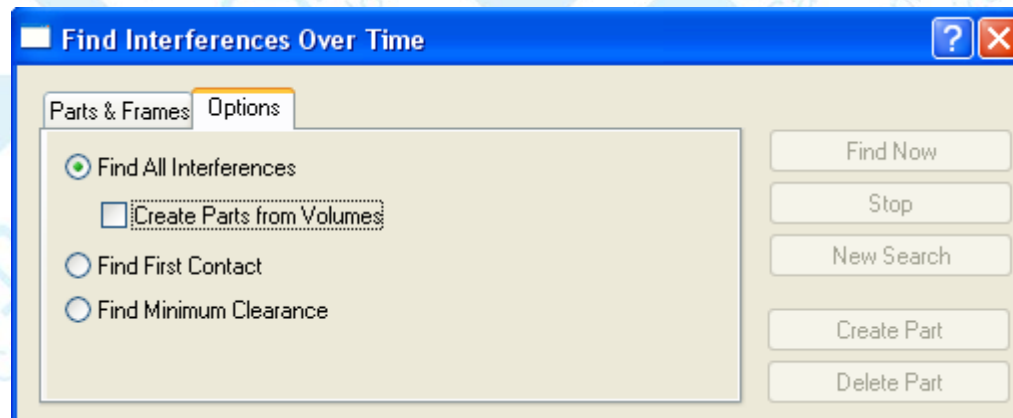 Find Interferences Over Time
Parts & Frames
Options
Find All Interferences
Create Parts from Volumes
Find First Contact
Find Minimum Clearance
Find Now
Stop
New Search
Create Part
Delete Part